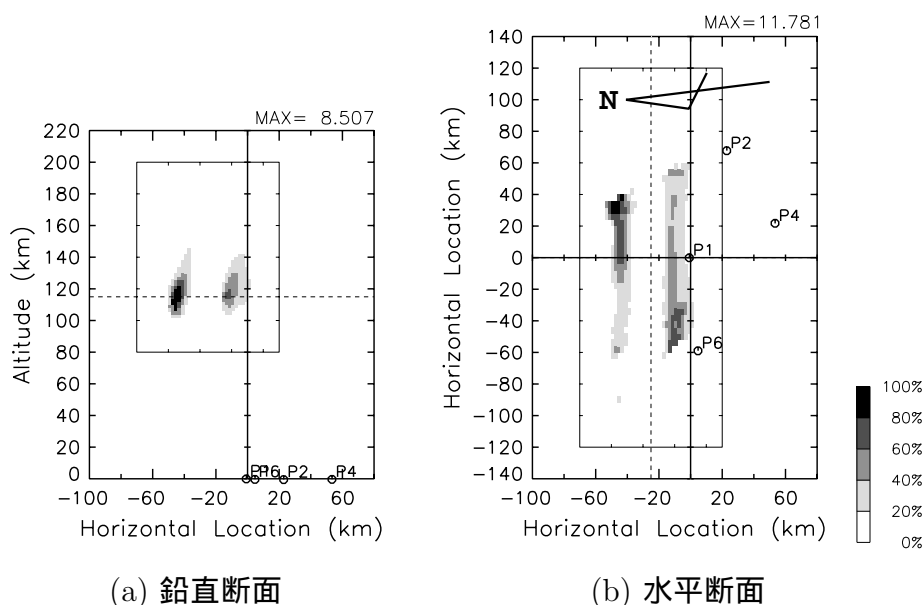 MAX= 8.507
220
200
180
160
140
120
100
80
60
40
20
0
Altitude (km)
P6 P2 P4
-100 -60 -20 20 60
Horizontal Location (km)
(a) 鉛直断面
MAX=11.781
140
120
100
80
60
40
20
0
-20
-40
-60
-80
-100
-120
-140
Horizontal Location (km)
N
P2
P4
P1
P6
-100 -60 -20 20 60
Horizontal Location (km)
(b) 水平断面
100%
80%
60%
40%
20%
0%